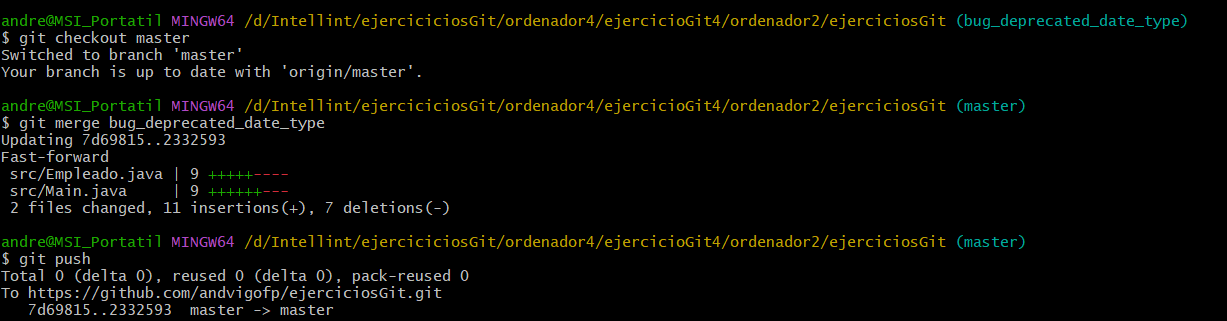 andre@MSI_Portatil MINGW64 /d/Intellint/ejerciciosGit/ordenador4/ejercicioGit4/ordenador2/ejerciciosGit (bug_deprecated_date_type)
$ git checkout master
Switched to branch 'master'
Your branch is up to date with 'origin/master'.
andre@MSI_Portatil MINGW64 /d/Intellint/ejerciciosGit/ordenador4/ejercicioGit4/ordenador2/ejerciciosGit (master)
$ git merge bug_deprecated_date_type
Updating 7d69815..2332593
Fast-forward
 src/Empleado.java | 9 +++++----
 src/Main.java     | 9 ++++++---
 2 files changed, 11 insertions(+), 7 deletions(-)
andre@MSI_Portatil MINGW64 /d/Intellint/ejerciciosGit/ordenador4/ejercicioGit4/ordenador2/ejerciciosGit (master)
$ git push
Total 0 (delta 0), reused 0 (delta 0), pack-reused 0
To https://github.com/andvigofp/ejerciciosGit.git
   7d69815..2332593  master -> master